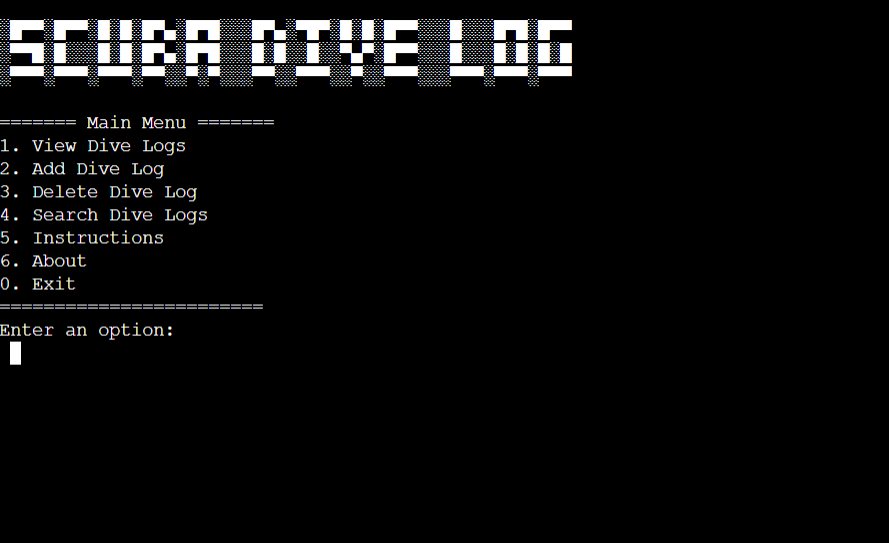 SCUBA DIVE LOG
======= Main Menu =======
1. View Dive Logs
2. Add Dive Log
3. Delete Dive Log
4. Search Dive Logs
5. Instructions
6. About
0. Exit
========================
Enter an option: